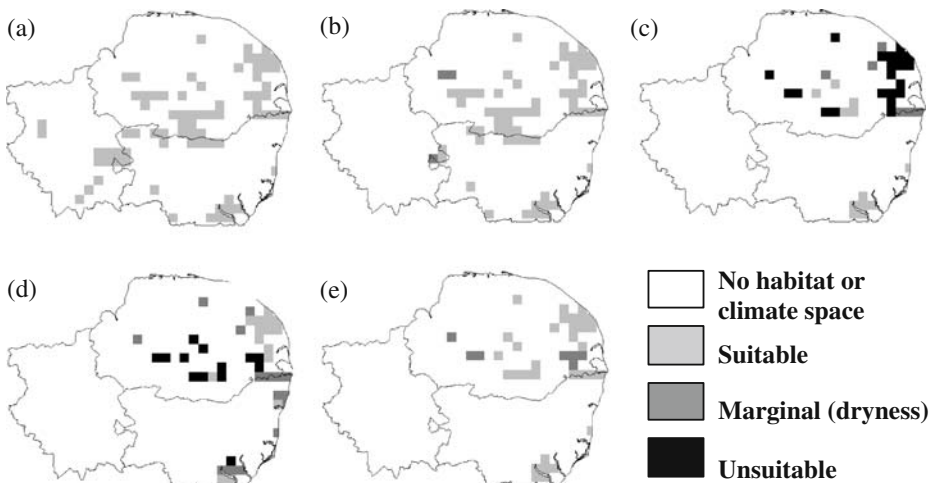 (a)
(b)
(c)
(d)
(e)
No habitat or
climate space
Suitable
Marginal (dryness)
Unsuitable